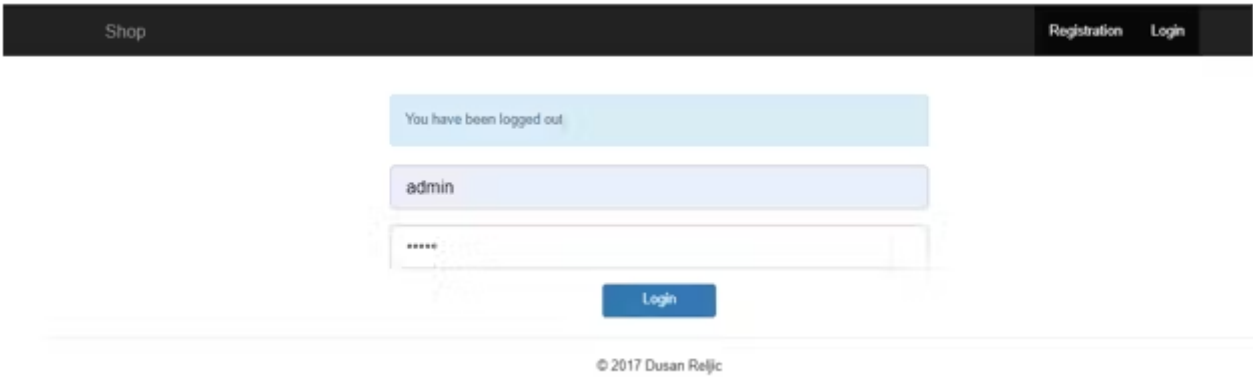 Shop Registration Login
You have been logged out
admin
•••••
Login
© 2017 Dusan Reljic